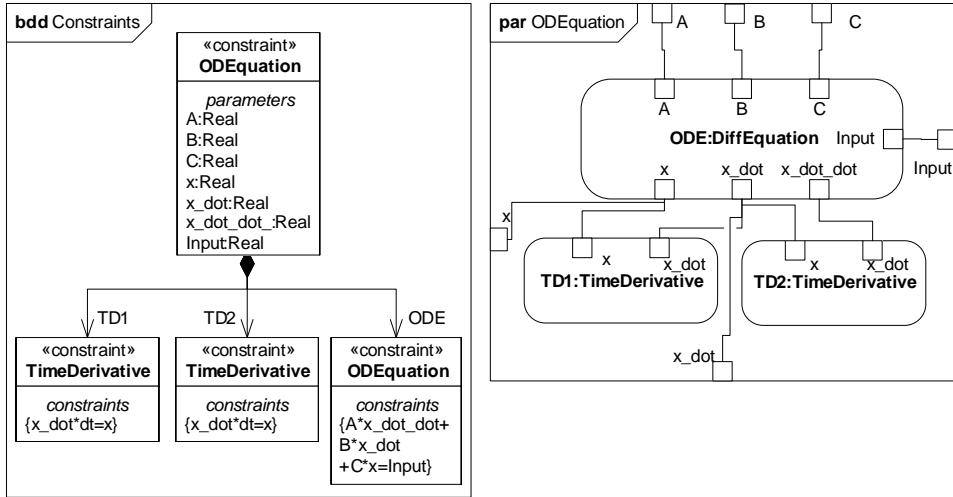 bdd Constraints
«constraint»
ODEquation
parameters
A:Real
B:Real
C:Real
x:Real
x_dot:Real
x_dot_dot_:Real
Input:Real
TD1
TD2
ODE
«constraint»
TimeDerivative
constraints
{x_dot*dt=x}
«constraint»
TimeDerivative
constraints
{x_dot*dt=x}
«constraint»
ODEquation
constraints
{A*x_dot_dot+
B*x_dot
+C*x=Input}
par ODEquation
A
B
C
A
B
C
ODE:DiffEquation
Input
Input
x
x_dot
x_dot_dot
x
x
x_dot
TD1:TimeDerivative
x
x_dot
TD2:TimeDerivative
x_dot